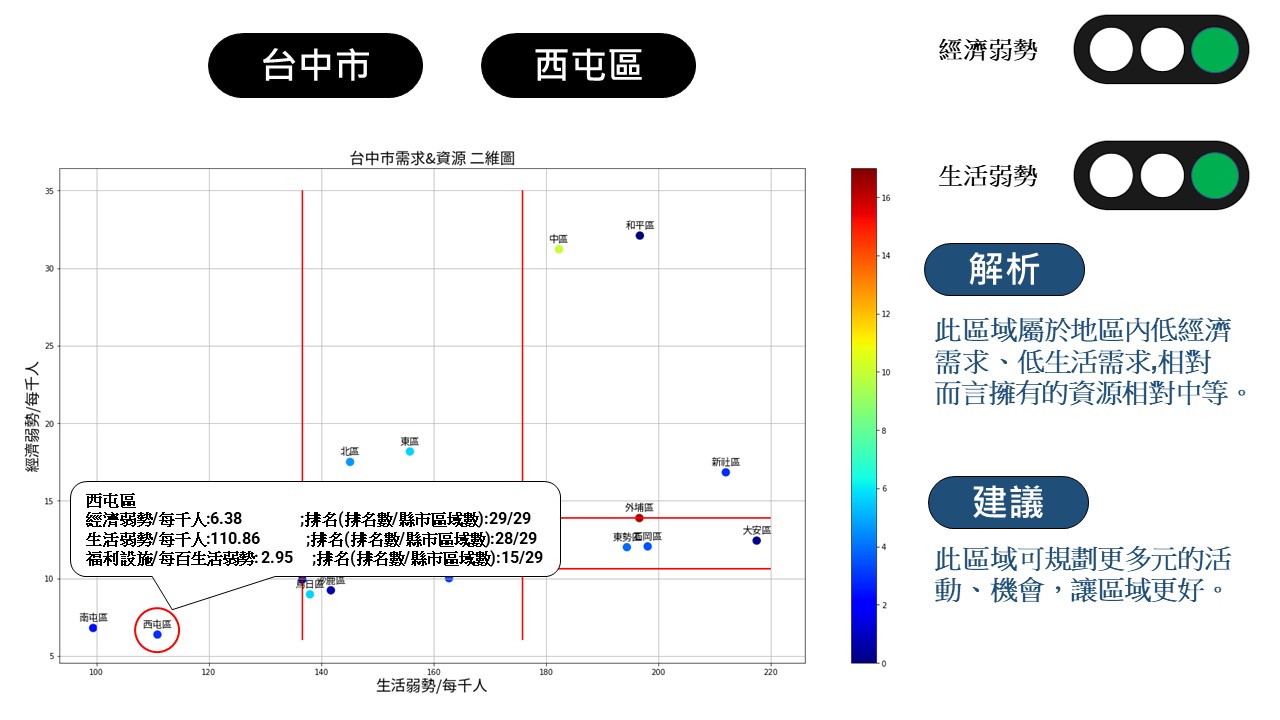 台中市
西屯區
經濟弱勢
生活弱勢
台中市需求&資源 二維圖
經濟弱勢/每千人
35
30
25
20
15
10
5
中區
和平區
北區
東區
新社區
外埔區
大安區
東勢區
日區
鹿區
南屯區
西屯區
西屯區
經濟弱勢/每千人:6.38 ;排名(排名數/縣市區域數):29/29
生活弱勢/每千人:110.86 ;排名(排名數/縣市區域數):28/29
福利設施/每百生活弱勢: 2.95 ;排名(排名數/縣市區域數):15/29
100
120
140
160
180
200
220
生活弱勢/每千人
16
14
12
10
8
6
4
2
0
解析
此區域屬於地區內低經濟
需求、低生活需求,相對
而言擁有的資源相對中等。
建議
此區域可規劃更多元的活
動、機會，讓區域更好。